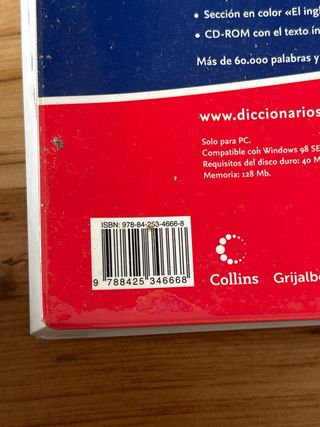 • Sección en color «El ingl
• CD-ROM con el texto ín
Más de 60.000 palabras y
www.diccionarios
Solo para PC.
Compatible con Windows 98 SE
Requisitos del disco duro: 40 M
Memoria: 128 Mb.
ISBN: 978-84-253-4666-8
9 788425 346668
Collins Grijalbo